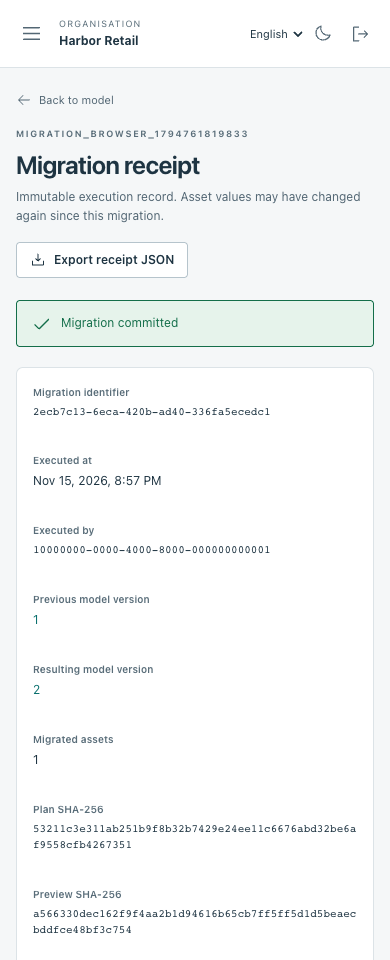 ORGANISATION
Harbor Retail
English
Back to model
MIGRATION_BROWSER_1794761819833
Migration receipt
Immutable execution record. Asset values may have changed
again since this migration.
Export receipt JSON
Migration committed
Migration identifier
2ecb7c13-6eca-420b-ad40-336fa5ecedc1
Executed at
Nov 15, 2026, 8:57 PM
Executed by
10000000-0000-4000-8000-000000000001
Previous model version
1
Resulting model version
2
Migrated assets
1
Plan SHA-256
53211c3e311ab251b9f8b32b7429e24ee11c6676abd32be6a
f9558cfb4267351
Preview SHA-256
a566330dec162f9f4aa2b1d94616b65cb7ff5ff5d1d5beaec
bddfce48bf3c754